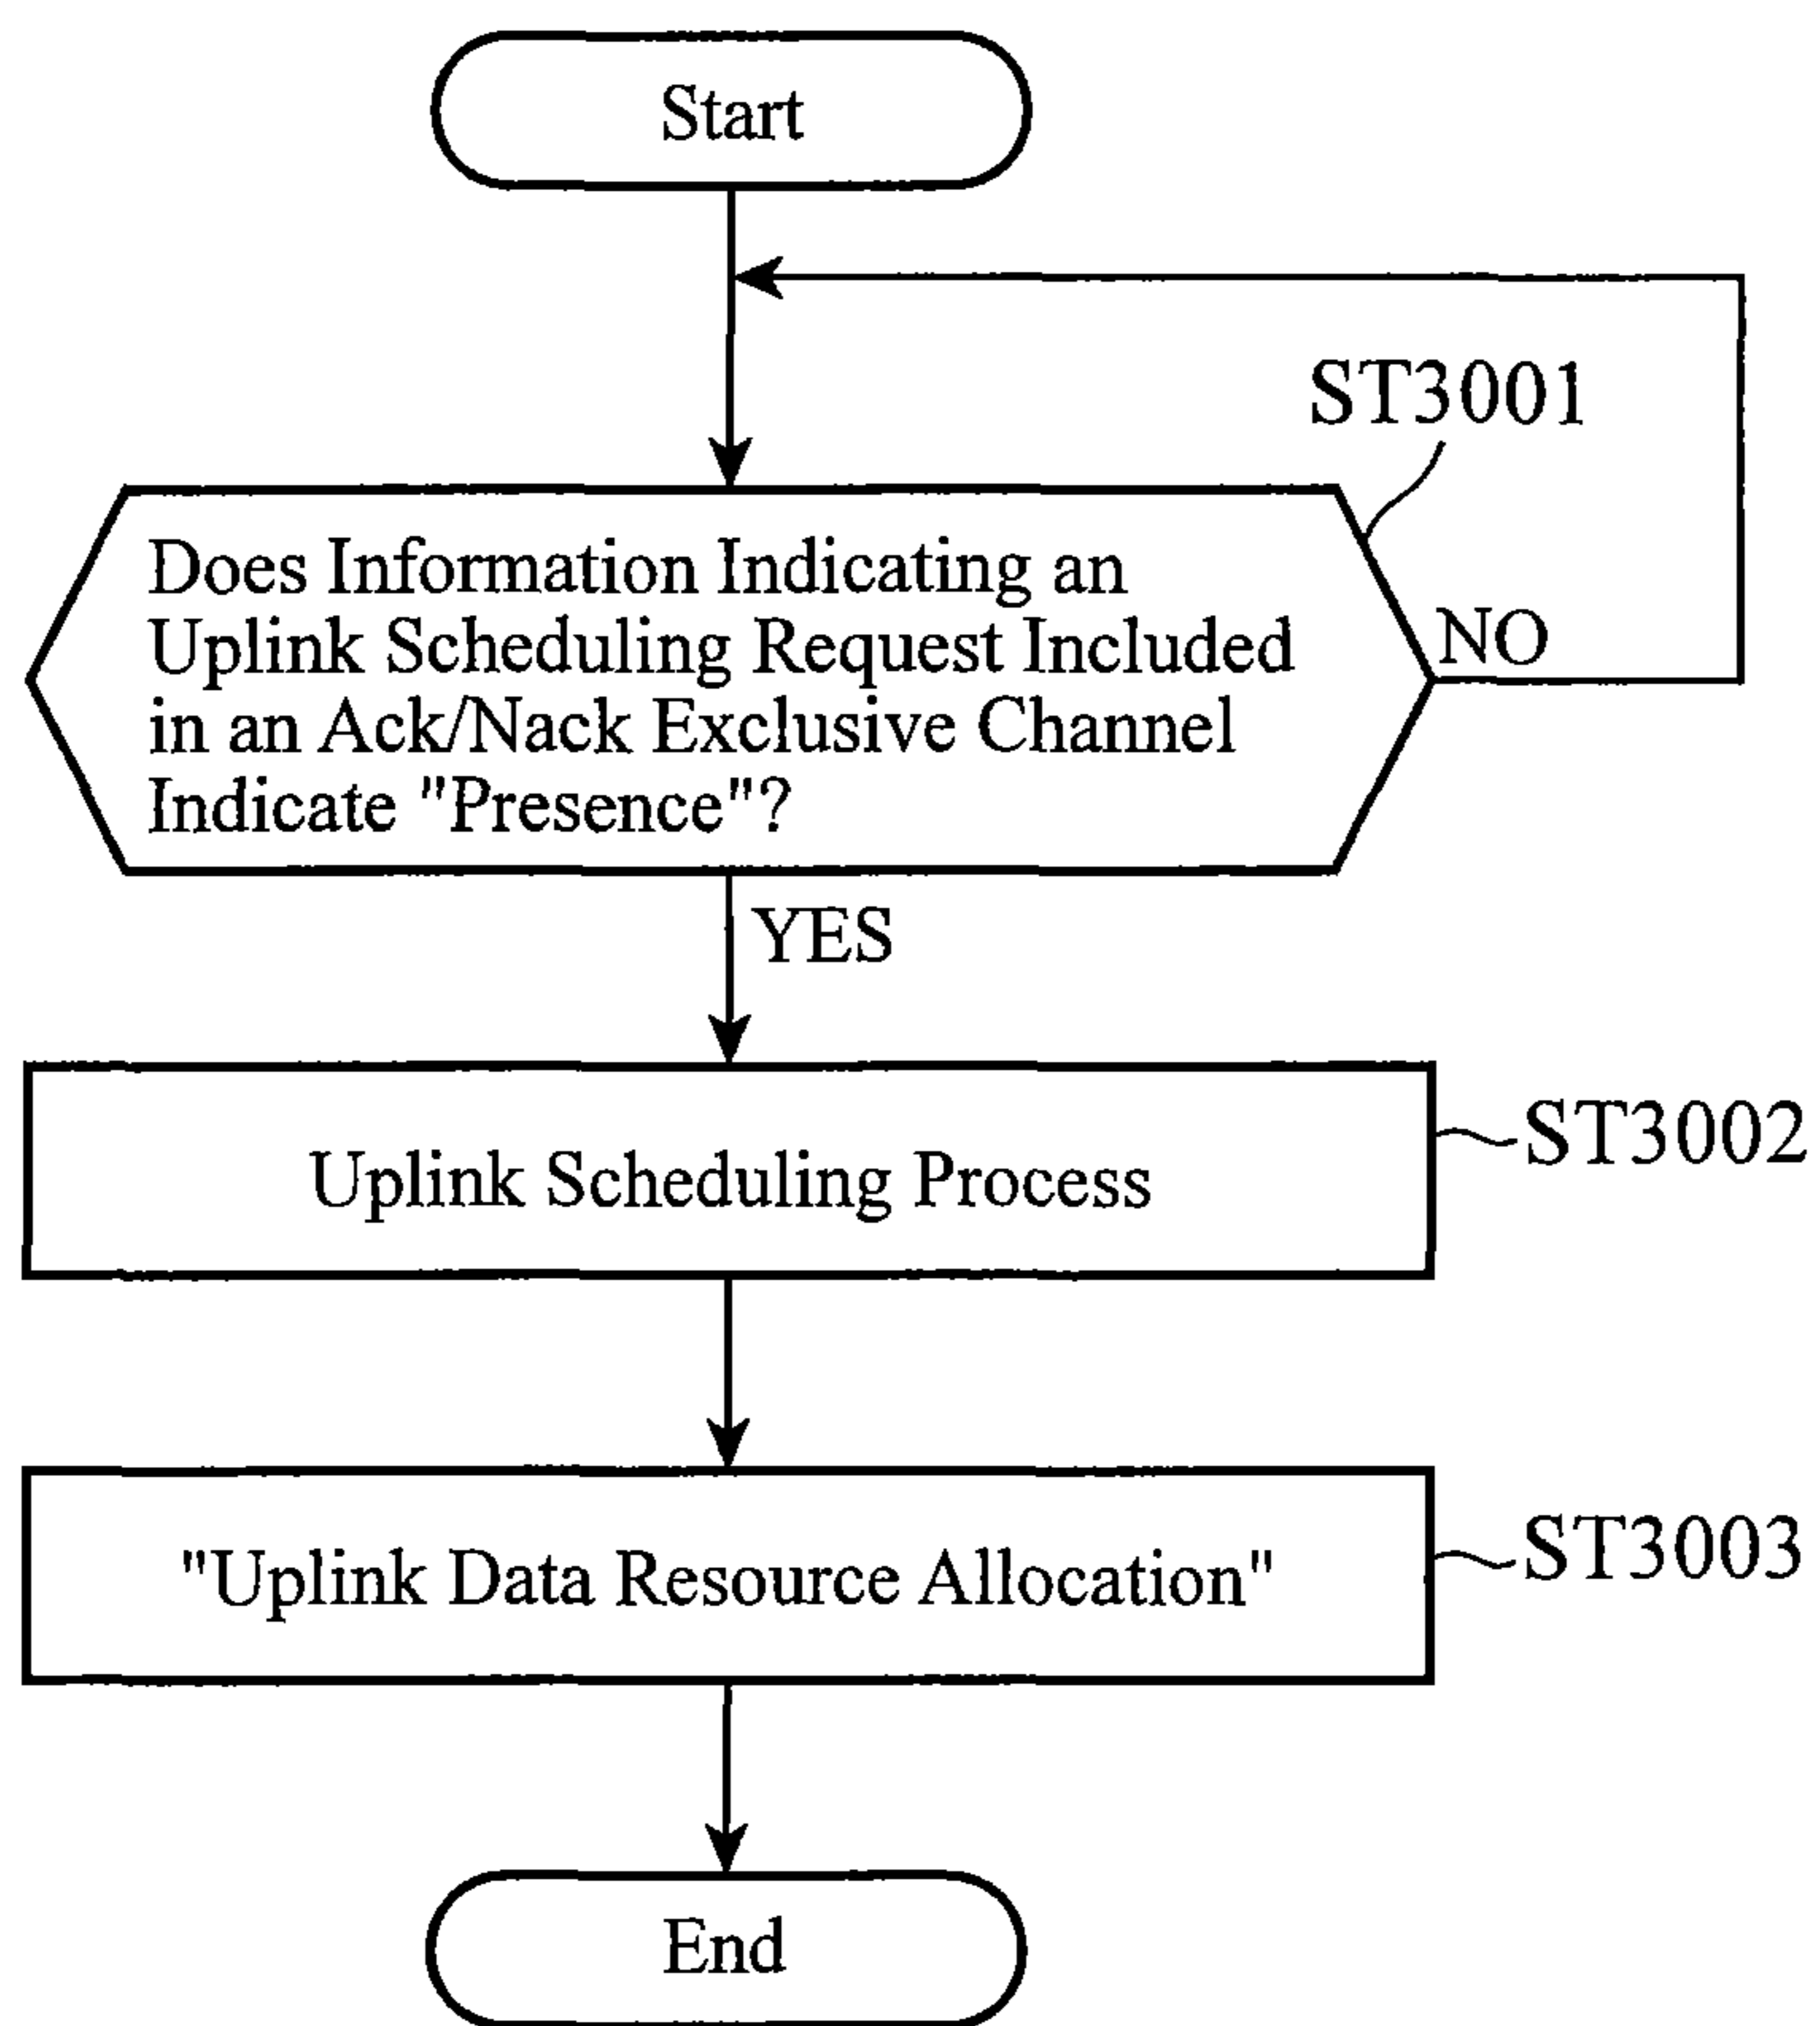 Start
ST3001
Does Information Indicating an
Uplink Scheduling Request Included
in an Ack/Nack Exclusive Channel
Indicate "Presence"?
NO
YES
Uplink Scheduling Process
ST3002
"Uplink Data Resource Allocation"
ST3003
End